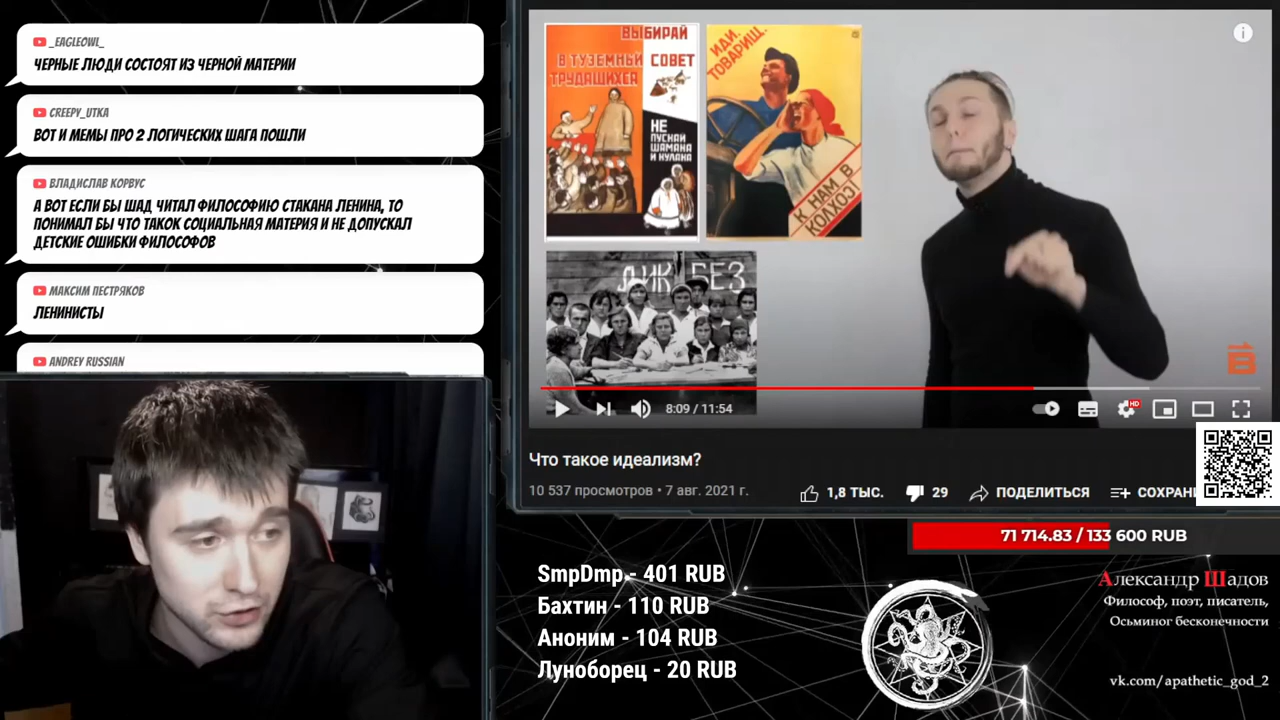 _EAGLEOWL_
ЧЕРНЫЕ ЛЮДИ СОСТОЯТ ИЗ ЧЕРНОЙ МАТЕРИИ
CREEPY_UTKA
ВОТ И МЕМЫ ПРО 2 ЛОГИЧЕСКИХ ШАГА ПОШЛИ
ВЛАДИСЛАВ КОРВУС
А ВОТ ЕСЛИ БЫ ШАД ЧИТАЛ ФИЛОСОФИЮ СТАКАНА ЛЕНИНА, ТО
ПОНИМАЛ БЫ ЧТО ТАКОК СОЦИАЛЬНАЯ МАТЕРИЯ И НЕ ДОПУСКАЛ
ДЕТСКИЕ ОШИБКИ ФИЛОСОФОВ
МАКСИМ ПЕСТРЯКОВ
ЛЕНИНИСТЫ
ANDREY RUSSIAN
ВЫБИРАЙ
В ТУЗЕМНЫЙ СОВЕТ
ТРУДЯЩИХСЯ
НЕ
ПУСКАЙ
ШАМАНА
И КУЛАКА
ИДИ,
ТОВАРИЩ,
К НАМ В
КОЛХОЗ!
ЛИКБЕЗ
B
8:09 / 11:54
HD
Что такое идеализм?
10 537 просмотров • 7 авг. 2021 г.
1,8 ТЫС.
29
ПОДЕЛИТЬСЯ
СОХРАНИ
71 714.83 / 133 600 RUB
SmpDmp - 401 RUB
Бахтин - 110 RUB
Аноним - 104 RUB
Луноборец - 20 RUB
Александр Шадов
Философ, поэт, писатель,
Осьминог бесконечности
vk.com/apathetic_god_2